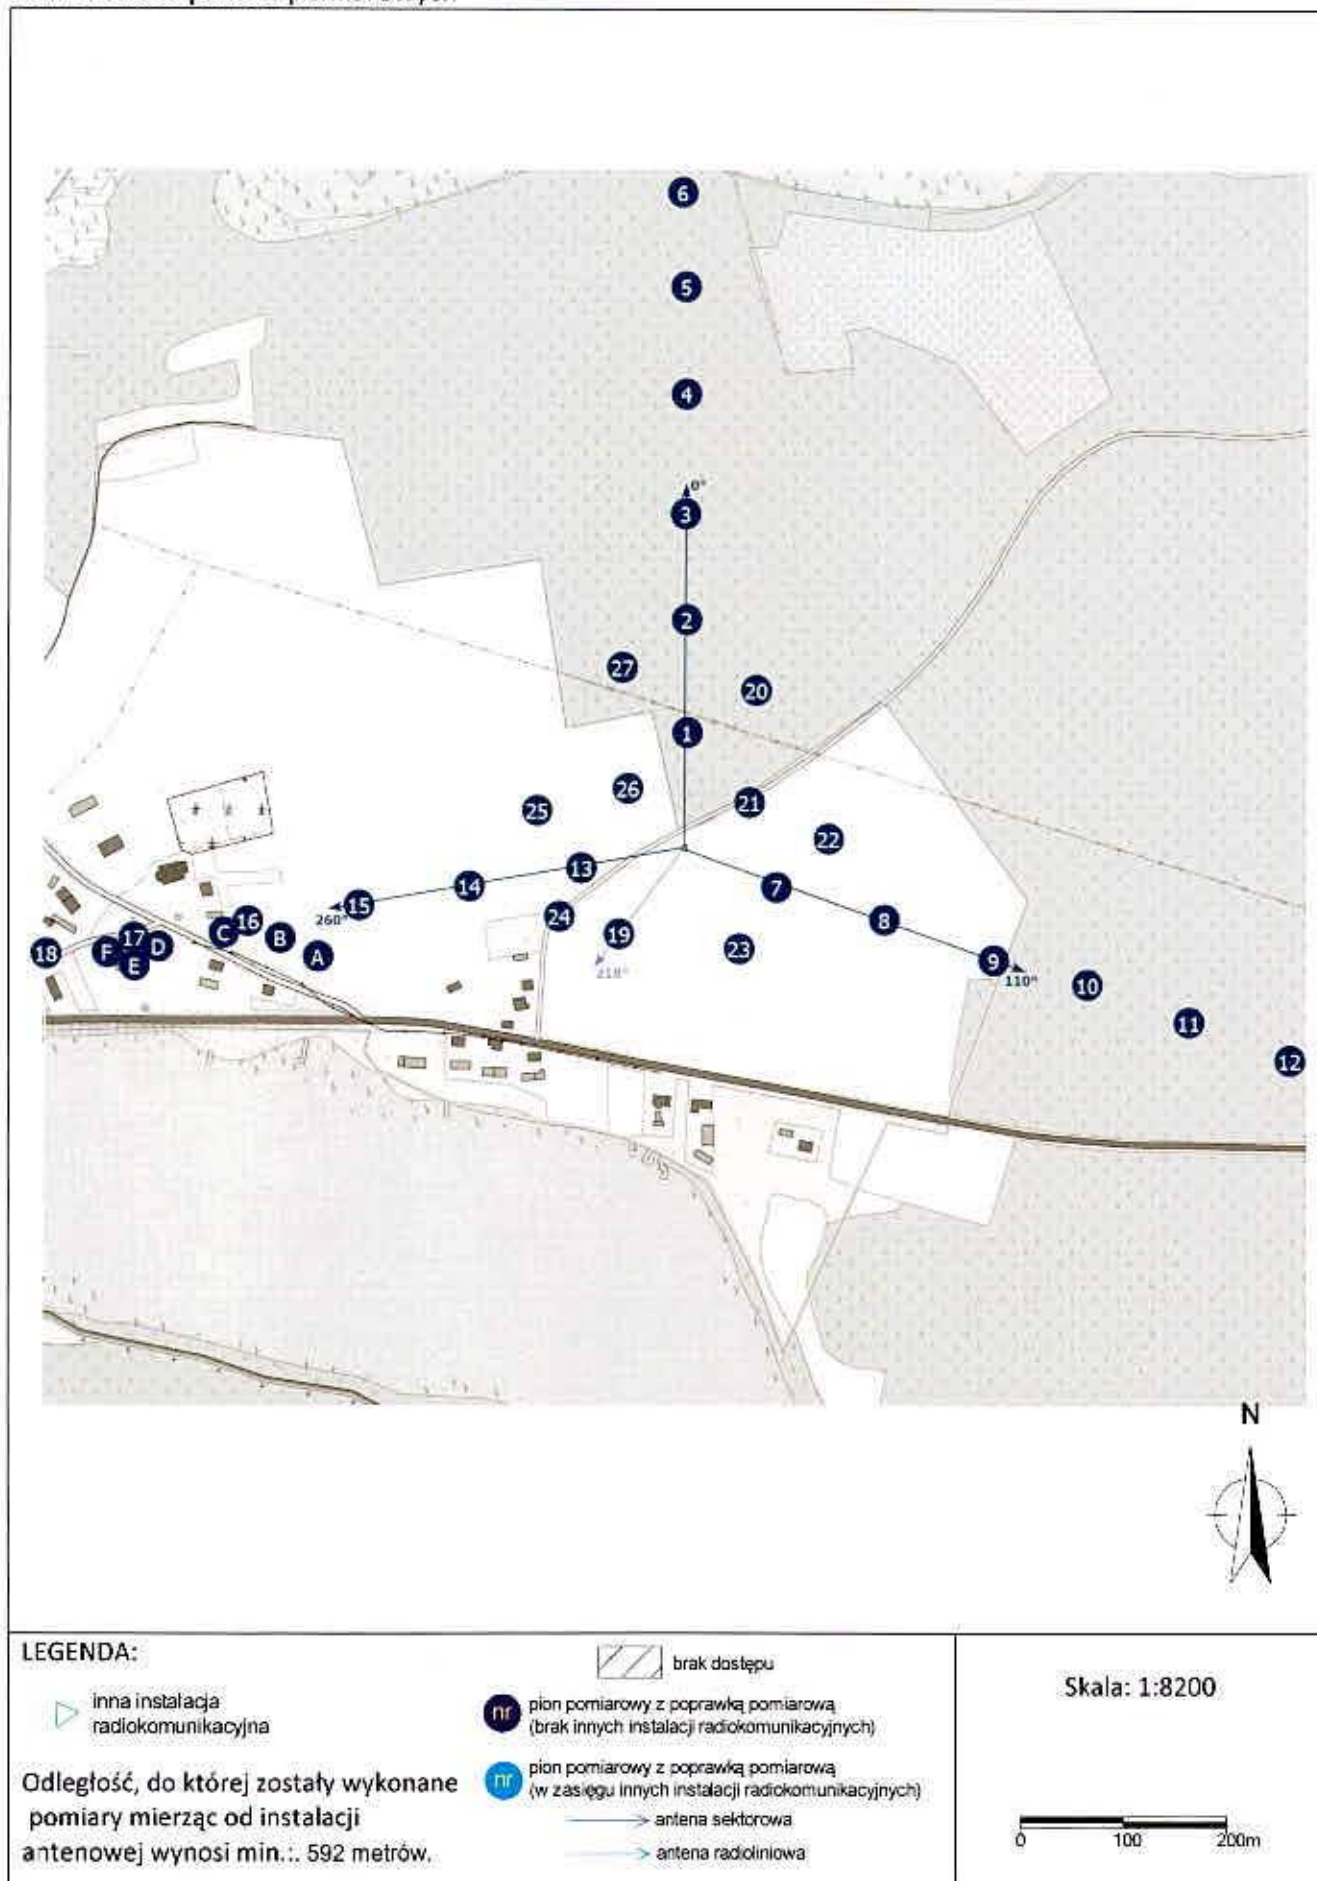 6
5
4
0°
3
2
27
20
1
26
25
21
22
13
14
7
15
260°
24
16
8
C
B
19
17
D
23
18
F
A
E
9
218°
110°
10
11
12
N
LEGENDA:
inna instalacja
radiokomunikacyjna
Odległość, do której zostały wykonane
pomiary mierząc od instalacji
antenowej wynosi min.:. 592 metrów.
brak dostępu
nr pion pomiarowy z poprawką pomiarową
(brak innych instalacji radiokomunikacyjnych)
nr pion pomiarowy z poprawką pomiarową
(w zasięgu innych instalacji radiokomunikacyjnych)
antena sektorowa
antena radioliniowa
Skala: 1:8200
0 100 200m